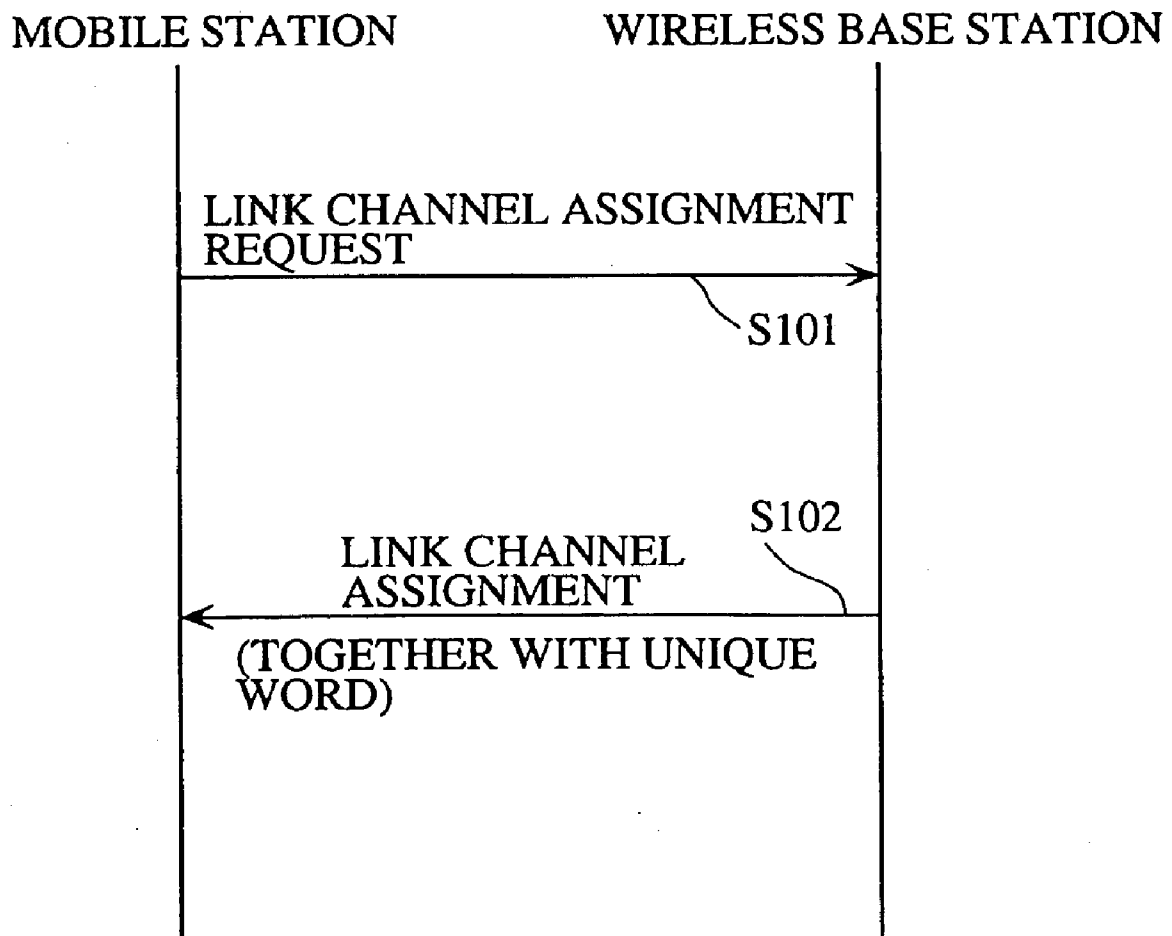 MOBILE STATION
WIRELESS BASE STATION
LINK CHANNEL ASSIGNMENT
REQUEST
S101
S102
LINK CHANNEL
ASSIGNMENT
(TOGETHER WITH UNIQUE
WORD)